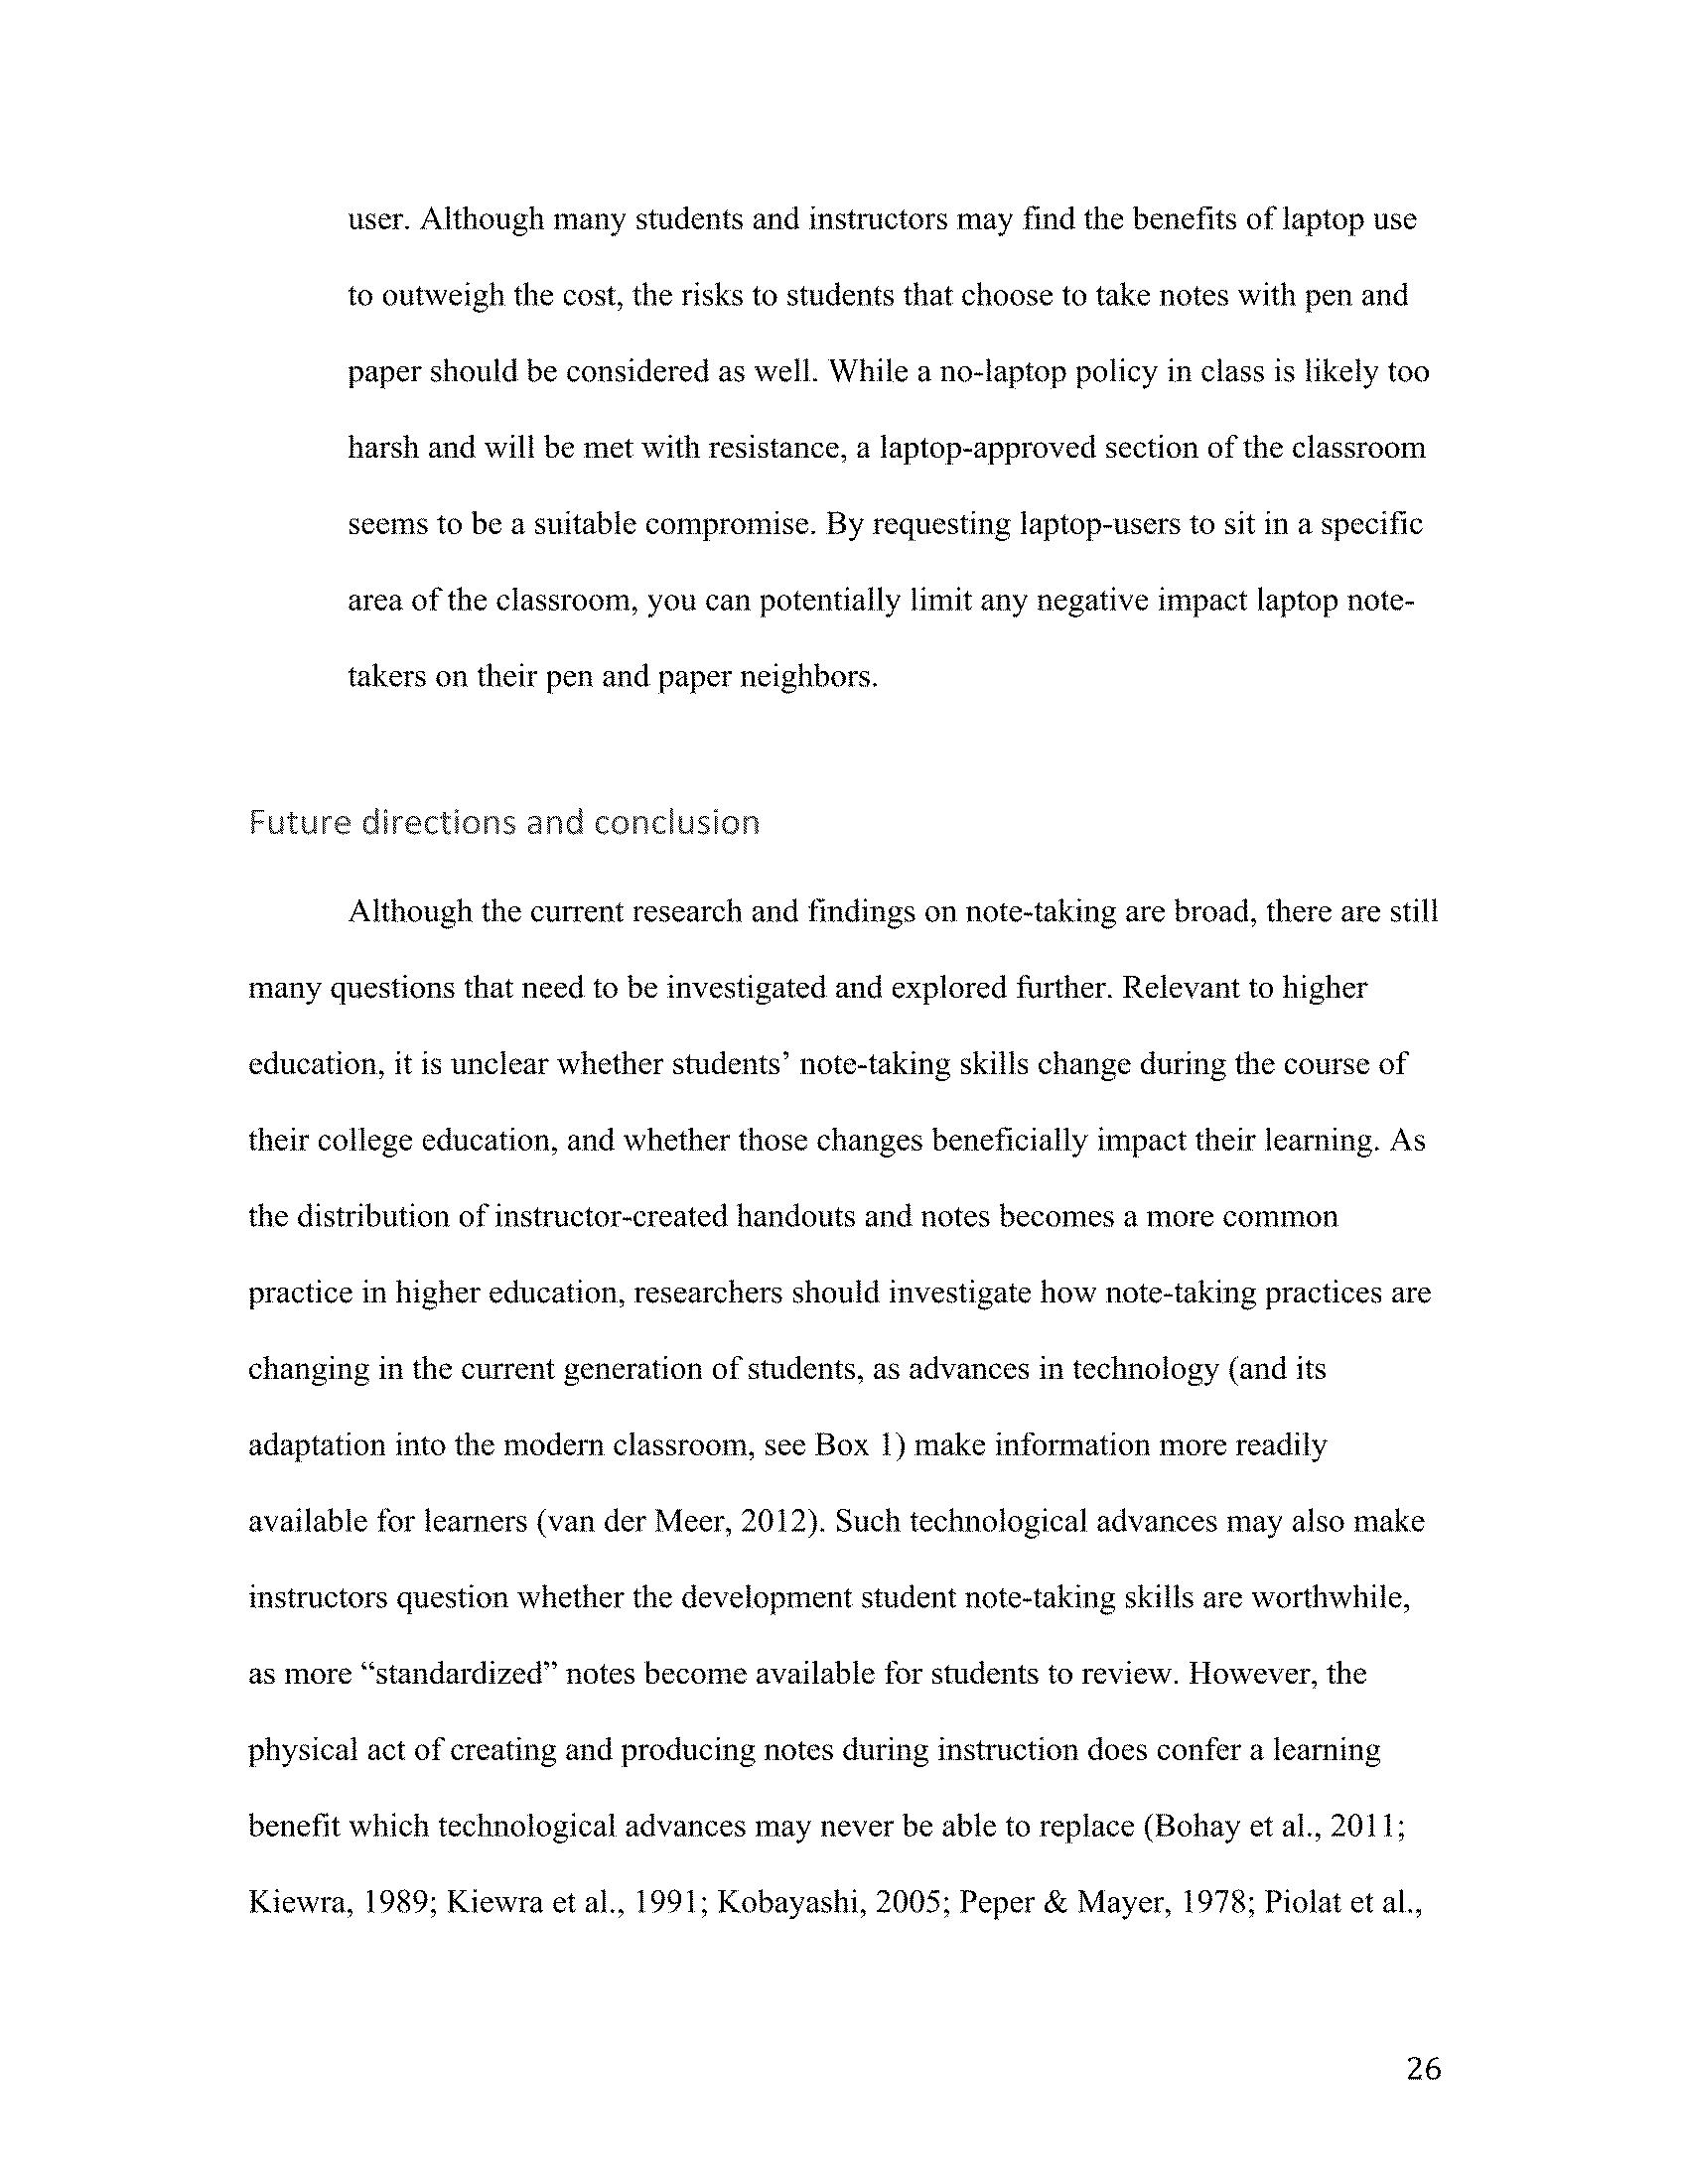 user. Although many students and instructors may find the benefits of laptop use
to outweigh the cost, the risks to students that choose to take notes with pen and
paper should be considered as well. While a no-laptop policy in class is likely too
harsh and will be met with resistance, a laptop-approved section of the classroom
seems to be a suitable compromise. By requesting laptop-users to sit in a specific
area of the classroom, you can potentially limit any negative impact laptop note-
takers on their pen and paper neighbors.
Future directions and conclusion
Although the current research and findings on note-taking are broad, there are still
many questions that need to be investigated and explored further. Relevant to higher
education, it is unclear whether students’ note-taking skills change during the course of
their college education, and whether those changes beneficially impact their learning. As
the distribution of instructor-created handouts and notes becomes a more common
practice in higher education, researchers should investigate how note-taking practices are
changing in the current generation of students, as advances in technology (and its
adaptation into the modern classroom, see Box 1) make information more readily
available for learners (van der Meer, 2012). Such technological advances may also make
instructors question whether the development student note-taking skills are worthwhile,
as more “standardized” notes become available for students to review. However, the
physical act of creating and producing notes during instruction does confer a learning
benefit which technological advances may never be able to replace (Bohay et al., 2011;
Kiewra, 1989; Kiewra et al., 1991; Kobayashi, 2005; Peper & Mayer, 1978; Piolat et al.,
26